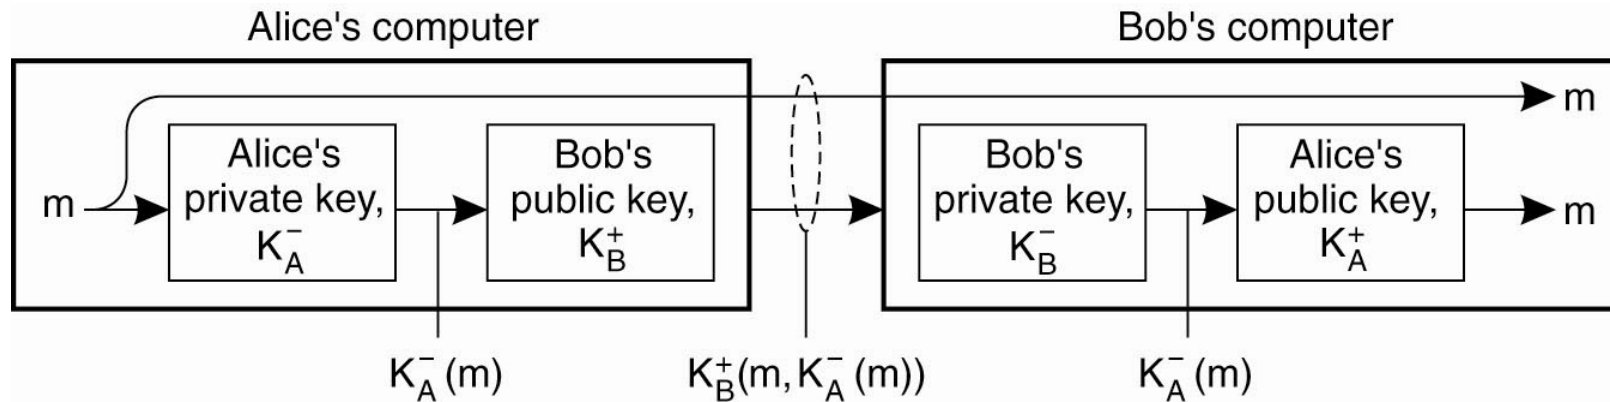 Alice's computer
Bob's computer
m
Alice's
private key,
K_A^-
Bob's
public key,
K_B^+
Bob's
private key,
K_B^-
Alice's
public key,
K_A^+
m
m
K_A^-(m)
K_B^+(m, K_A^-(m))
K_A^-(m)